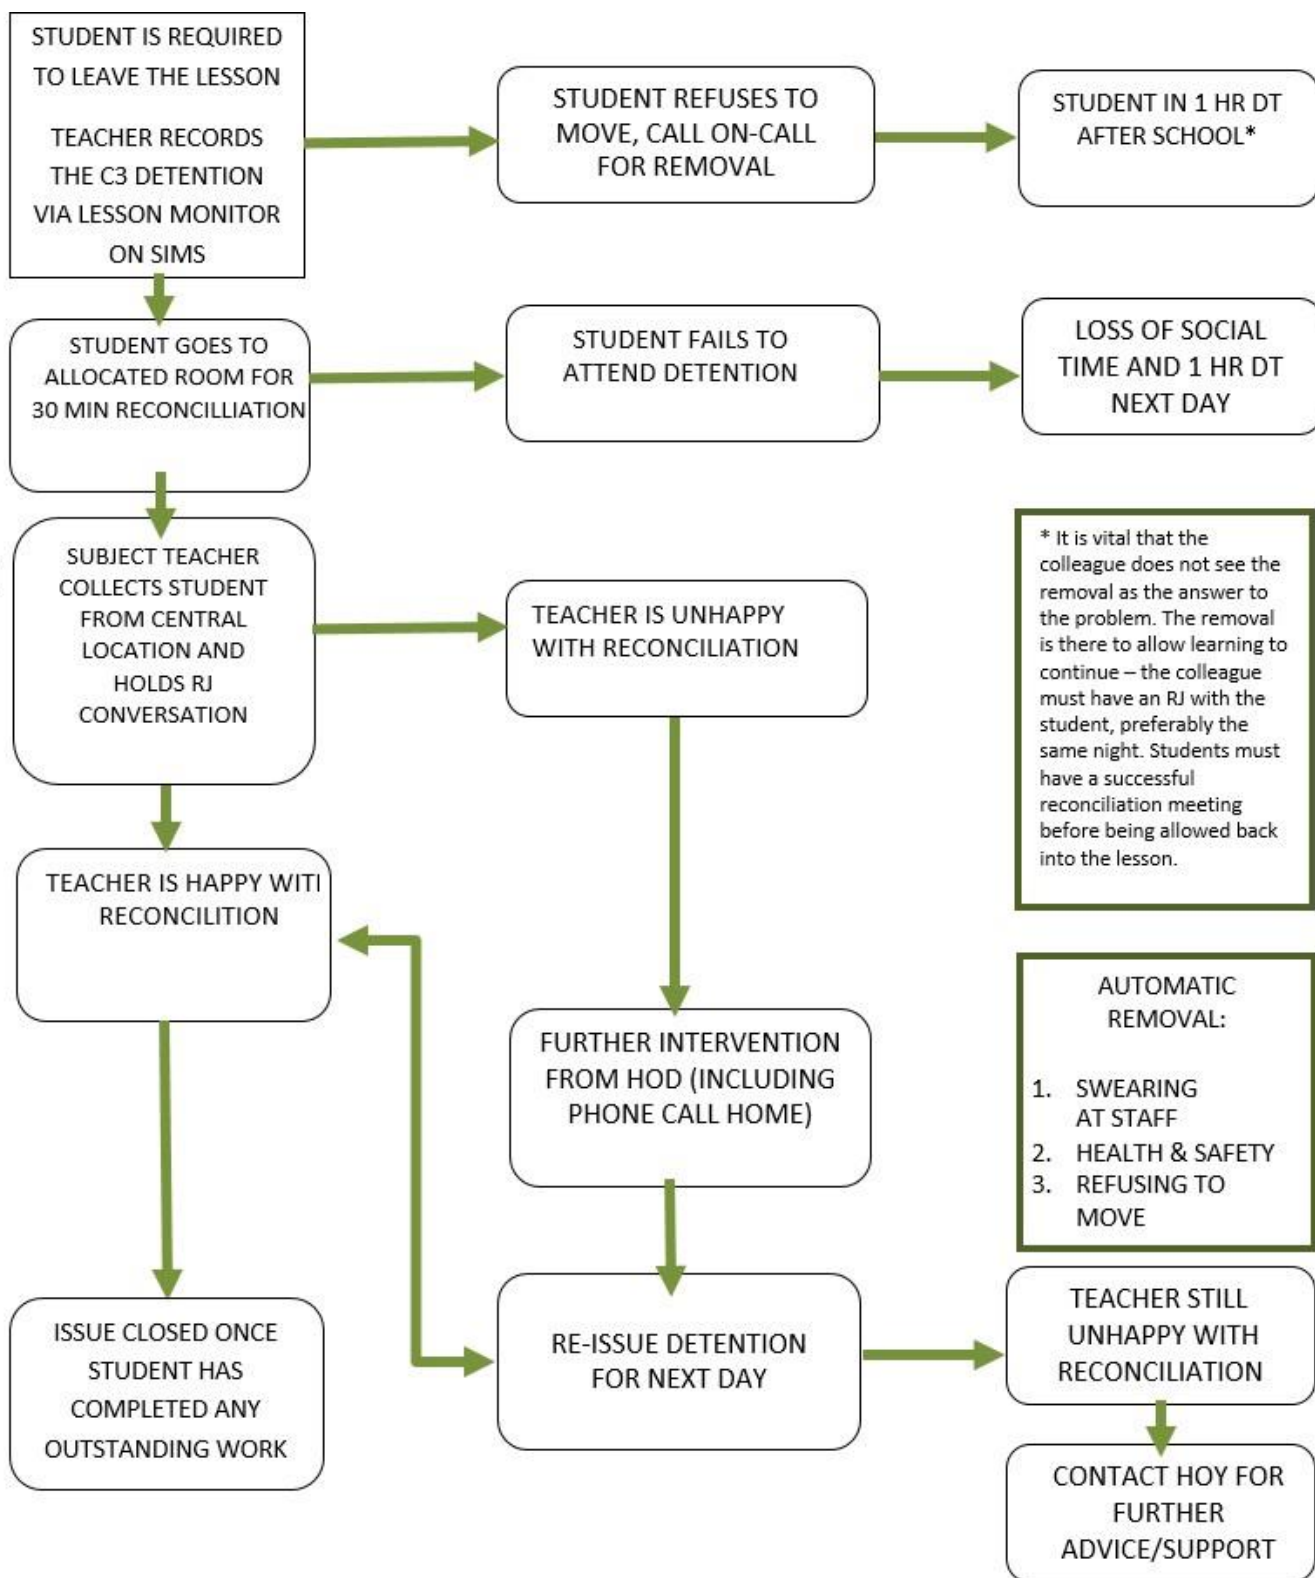 STUDENT IS REQUIRED
TO LEAVE THE LESSON
TEACHER RECORDS
THE C3 DETENTION
VIA LESSON MONITOR
ON SIMS
STUDENT REFUSES TO
MOVE, CALL ON-CALL
FOR REMOVAL
STUDENT IN 1 HR DT
AFTER SCHOOL*
STUDENT GOES TO
ALLOCATED ROOM FOR
30 MIN RECONCILLIATION
STUDENT FAILS TO
ATTEND DETENTION
LOSS OF SOCIAL
TIME AND 1 HR DT
NEXT DAY
SUBJECT TEACHER
COLLECTS STUDENT
FROM CENTRAL
LOCATION AND
HOLDS RJ
CONVERSATION
TEACHER IS UNHAPPY
WITH RECONCILIATION
* It is vital that the
colleague does not see the
removal as the answer to
the problem. The removal
is there to allow learning to
continue – the colleague
must have an RJ with the
student, preferably the
same night. Students must
have a successful
reconciliation meeting
before being allowed back
into the lesson.
TEACHER IS HAPPY WITI
RECONCILITION
FURTHER INTERVENTION
FROM HOD (INCLUDING
PHONE CALL HOME)
AUTOMATIC
REMOVAL:
1. SWEARING
AT STAFF
2. HEALTH & SAFETY
3. REFUSING TO
MOVE
ISSUE CLOSED ONCE
STUDENT HAS
COMPLETED ANY
OUTSTANDING WORK
RE-ISSUE DETENTION
FOR NEXT DAY
TEACHER STILL
UNHAPPY WITH
RECONCILIATION
CONTACT HOY FOR
FURTHER
ADVICE/SUPPORT